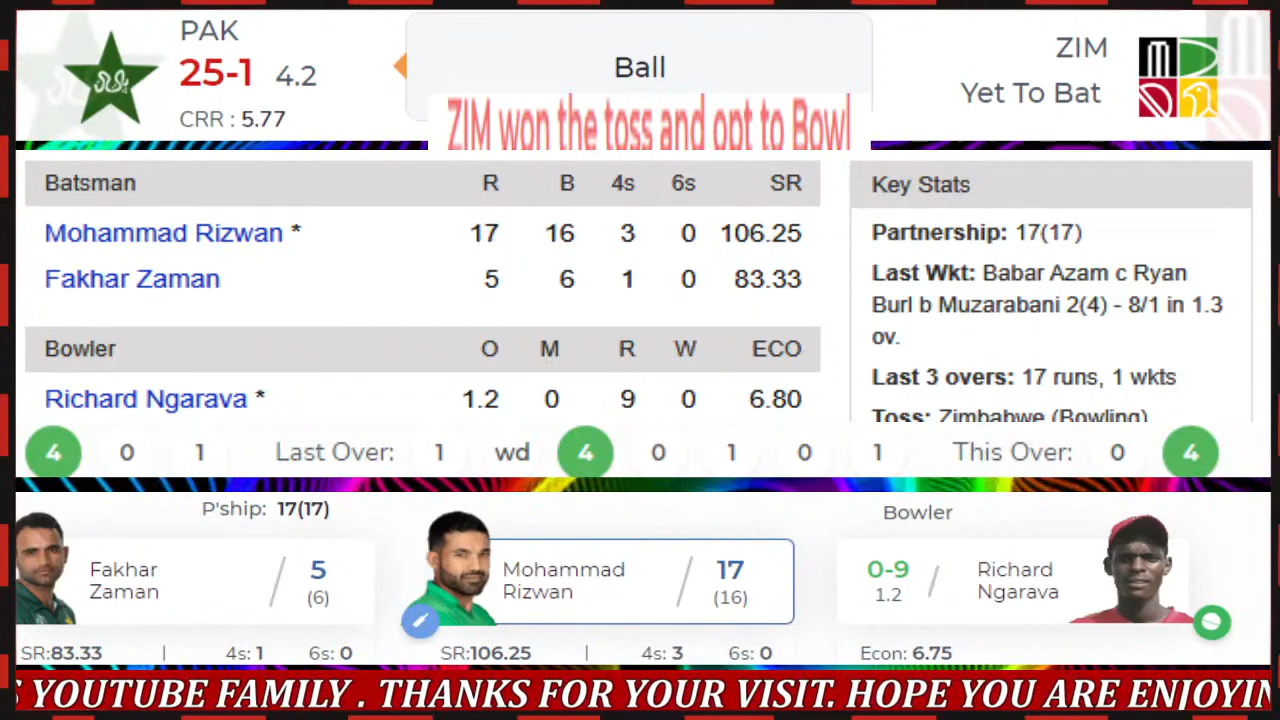 PAK
25-1 4.2
CRR : 5.77
Ball
ZIM won the toss and opt to Bowl
ZIM
Yet To Bat
Batsman R B 4s 6s SR
Mohammad Rizwan * 17 16 3 0 106.25
Fakhar Zaman 5 6 1 0 83.33
Bowler O M R W ECO
Richard Ngarava * 1.2 0 9 0 6.80
Key Stats
Partnership: 17(17)
Last Wkt: Babar Azam c Ryan
Burl b Muzarabani 2(4) - 8/1 in 1.3
ov.
Last 3 overs: 17 runs, 1 wkts
Toss: Zimbabwe (Bowling)
4 0 1 Last Over: 1 wd 4 0 1 0 1 This Over: 0 4
P'ship: 17(17)
Fakhar
Zaman
5
(6)
SR:83.33 | 4s: 1 6s: 0
Mohammad
Rizwan
17
(16)
SR:106.25 | 4s: 3 6s: 0
Bowler
0-9
1.2
Richard
Ngarava
Econ: 6.75
S YOUTUBE FAMILY . THANKS FOR YOUR VISIT. HOPE YOU ARE ENJOYIN